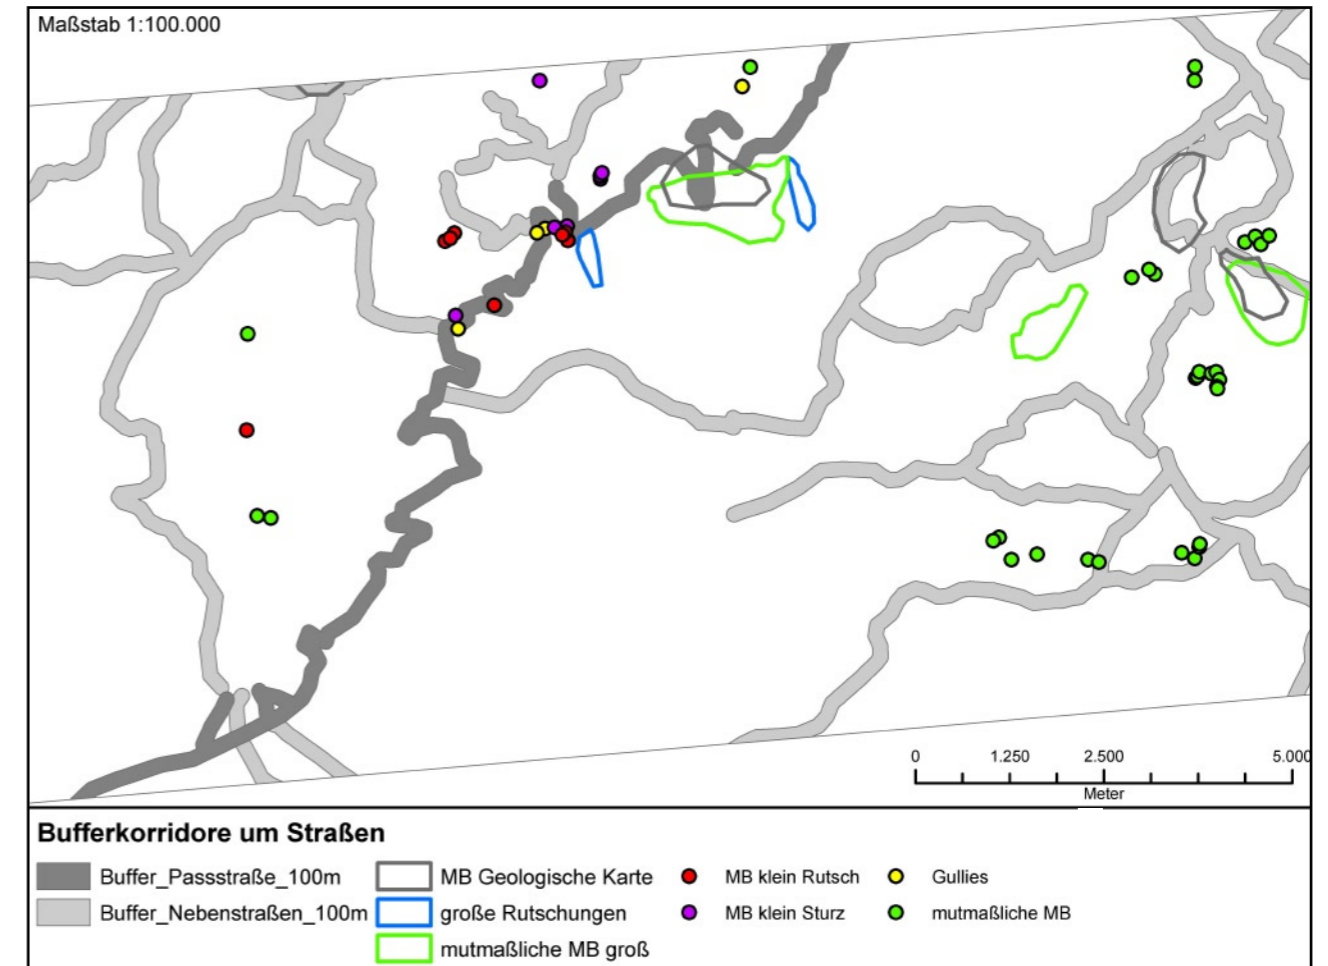 Maßstab 1:100.000
0 1.250 2.500 5.000
Meter
Bufferkorridore um Straßen
Buffer_Passstraße_100m MB Geologische Karte MB klein Rutsch Gullies
Buffer_Nebenstraßen_100m große Rutschungen MB klein Sturz mutmaßliche MB
mutmaßliche MB groß